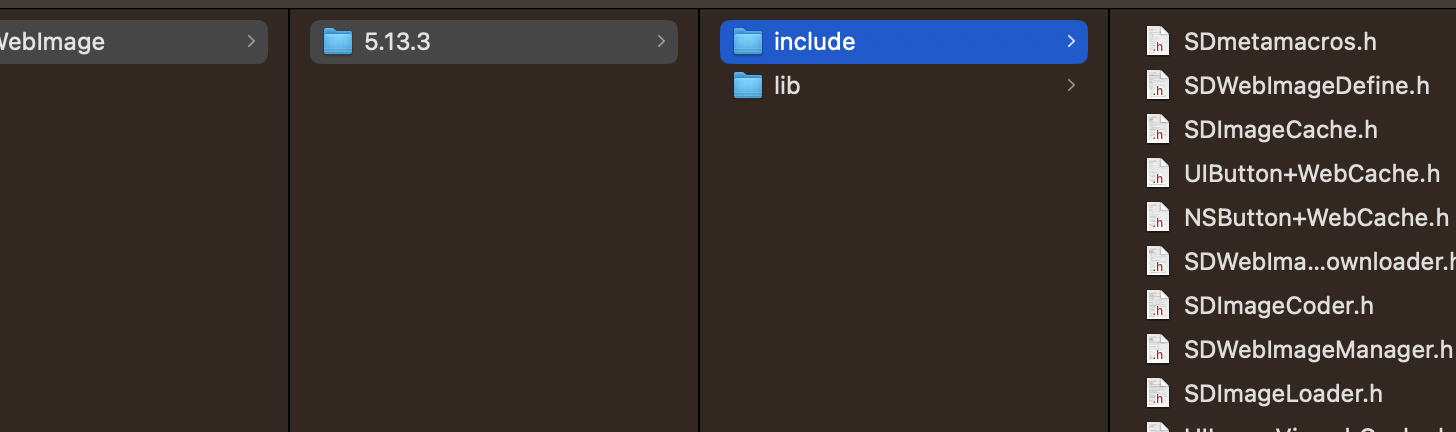 WebImage
5.13.3
include
lib
SDmetamacros.h
SDWebImageDefine.h
SDImageCache.h
UIButton+WebCache.h
NSButton+WebCache.h
SDWebIma...ownloader.h
SDImageCoder.h
SDWebImageManager.h
SDImageLoader.h